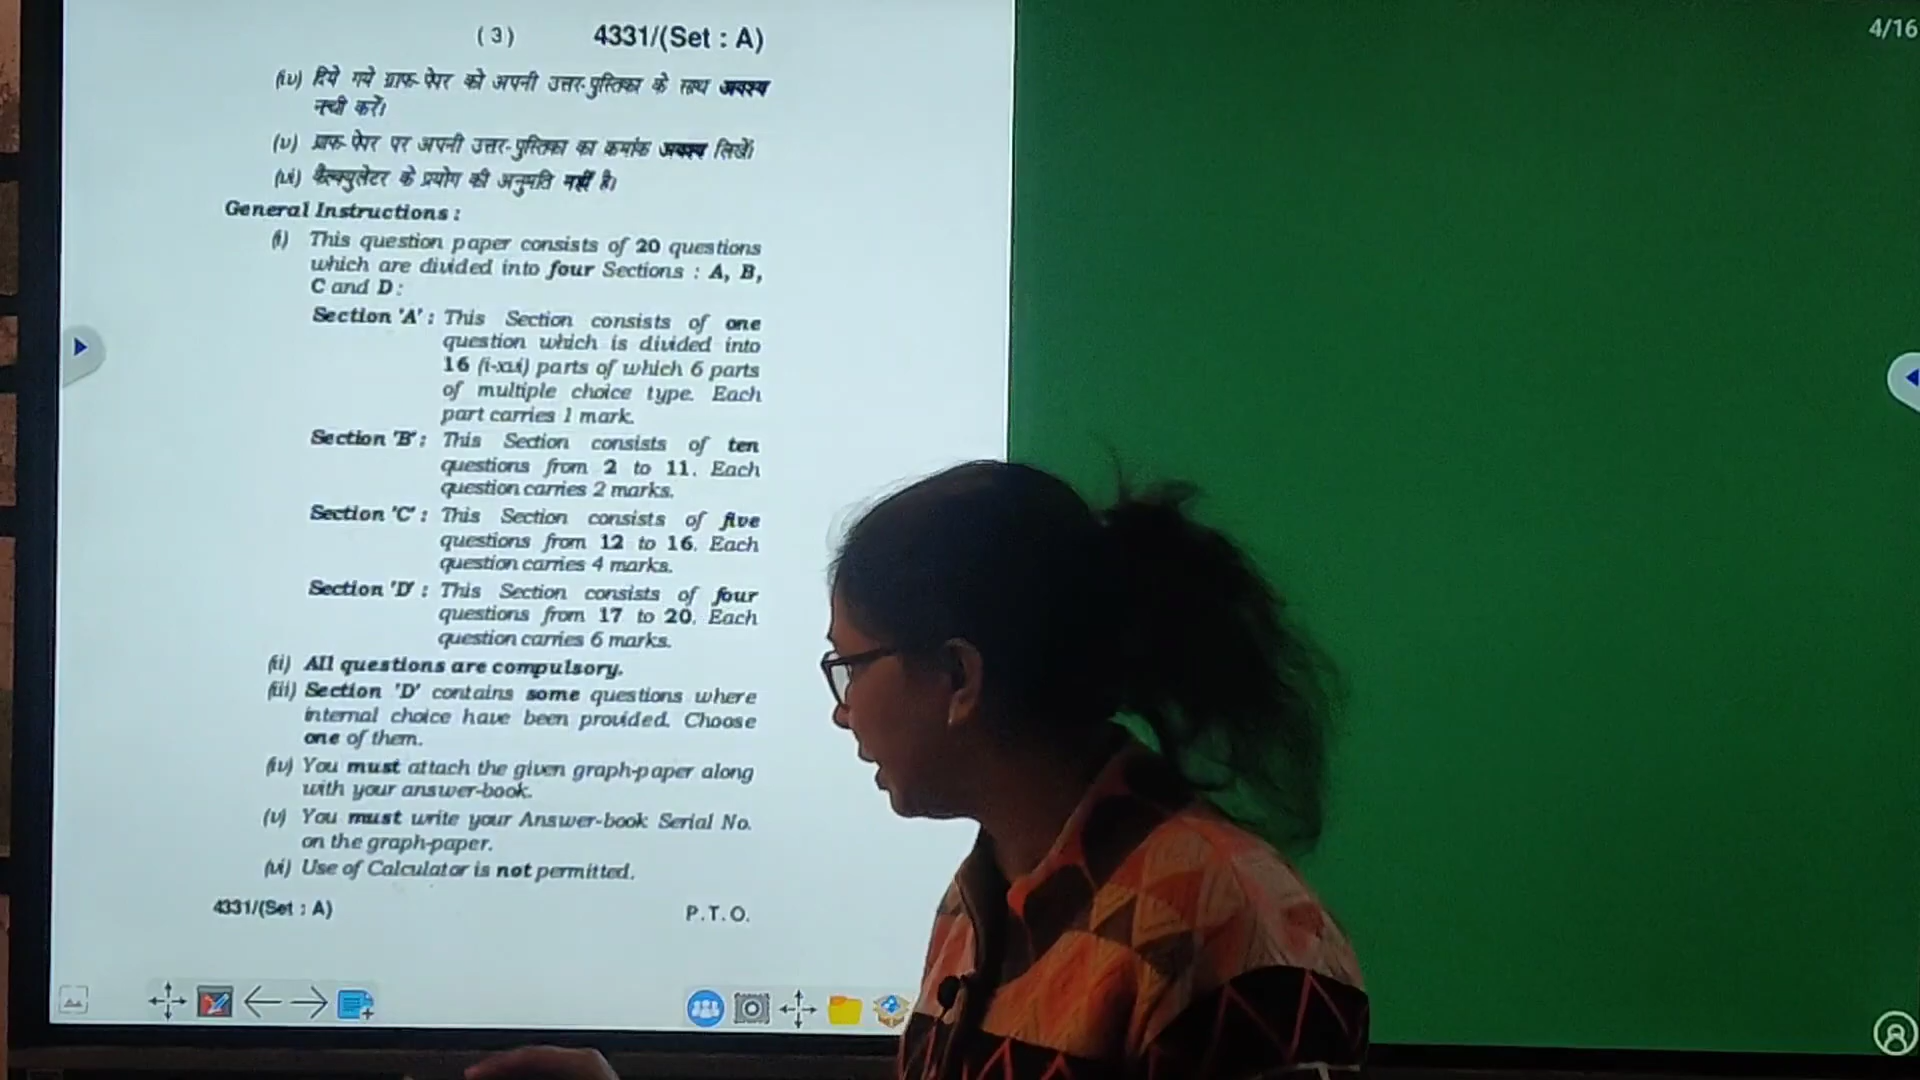 ( 3 ) 4331/(Set : A)
4/16
(iv) दिये गये ग्राफ-पेपर को अपनी उत्तर-पुस्तिका के साथ अवश्य
नत्थी करें।
(v) ग्राफ-पेपर पर अपनी उत्तर-पुस्तिका का क्रमांक अवश्य लिखें।
(vi) कैल्क्युलेटर के प्रयोग की अनुमति नहीं है।
General Instructions :
(i) This question paper consists of 20 questions
which are divided into four Sections : A, B,
C and D :
Section 'A' : This Section consists of one
question which is divided into
16 (i-xvi) parts of which 6 parts
of multiple choice type. Each
part carries 1 mark.
Section 'B' : This Section consists of ten
questions from 2 to 11. Each
question carries 2 marks.
Section 'C' : This Section consists of five
questions from 12 to 16. Each
question carries 4 marks.
Section 'D' : This Section consists of four
questions from 17 to 20. Each
question carries 6 marks.
(ii) All questions are compulsory.
(iii) Section 'D' contains some questions where
internal choice have been provided. Choose
one of them.
(iv) You must attach the given graph-paper along
with your answer-book.
(v) You must write your Answer-book Serial No.
on the graph-paper.
(vi) Use of Calculator is not permitted.
4331/(Set : A) P.T.O.